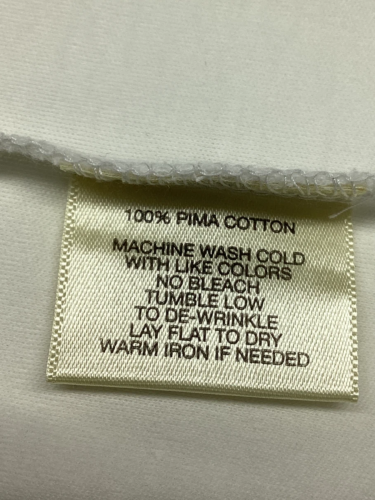 100% PIMA COTTON
MACHINE WASH COLD
WITH LIKE COLORS
NO BLEACH
TUMBLE LOW
TO DE-WRINKLE
LAY FLAT TO DRY
WARM IRON IF NEEDED